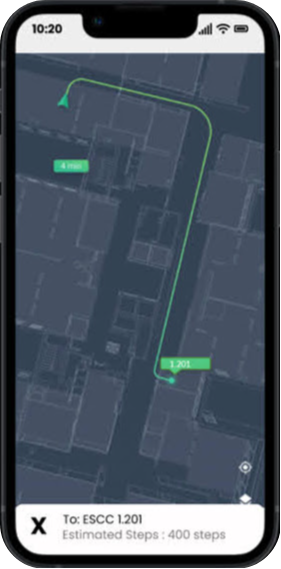 10:20
4 min
1.201
X
To: ESCC 1.201
Estimated Steps : 400 steps